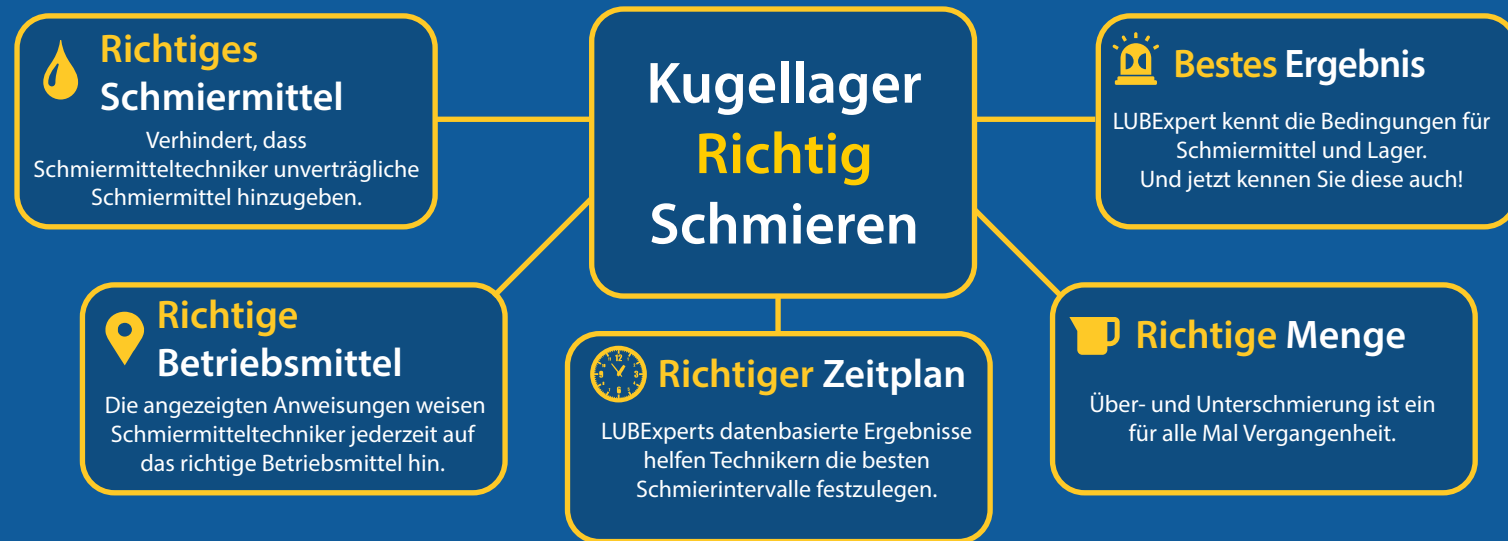 Richtiges
Schmiermittel
Verhindert, dass
Schmiermitteltechniker unverträgliche
Schmiermittel hinzugeben.
Kugellager
Richtig
Schmieren
Bestes Ergebnis
LUBExpert kennt die Bedingungen für
Schmiermittel und Lager.
Und jetzt kennen Sie diese auch!
Richtige
Betriebsmittel
Die angezeigten Anweisungen weisen
Schmiermitteltechniker jederzeit auf
das richtige Betriebsmittel hin.
Richtiger Zeitplan
LUBExperts datenbasierte Ergebnisse
helfen Technikern die besten
Schmierintervalle festzulegen.
Richtige Menge
Über- und Unterschmierung ist ein
für alle Mal Vergangenheit.